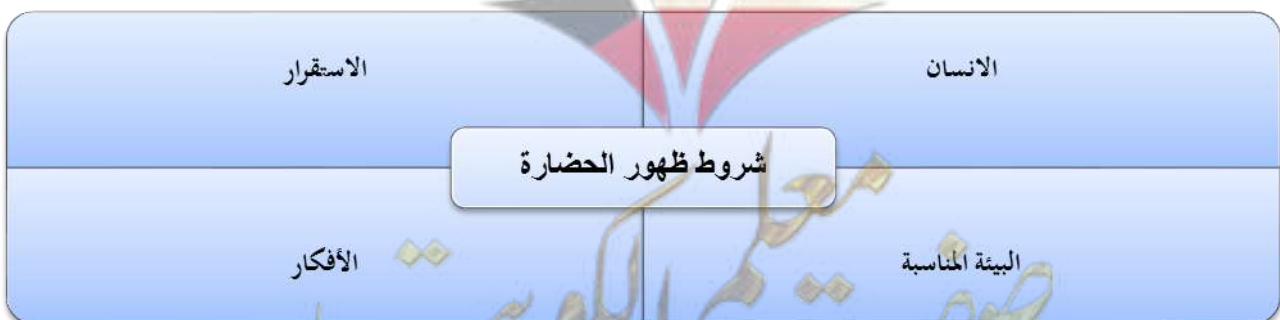 الانسان
الاستقرار
شروط ظهور الحضارة
البيئة المناسبة
الأفكار